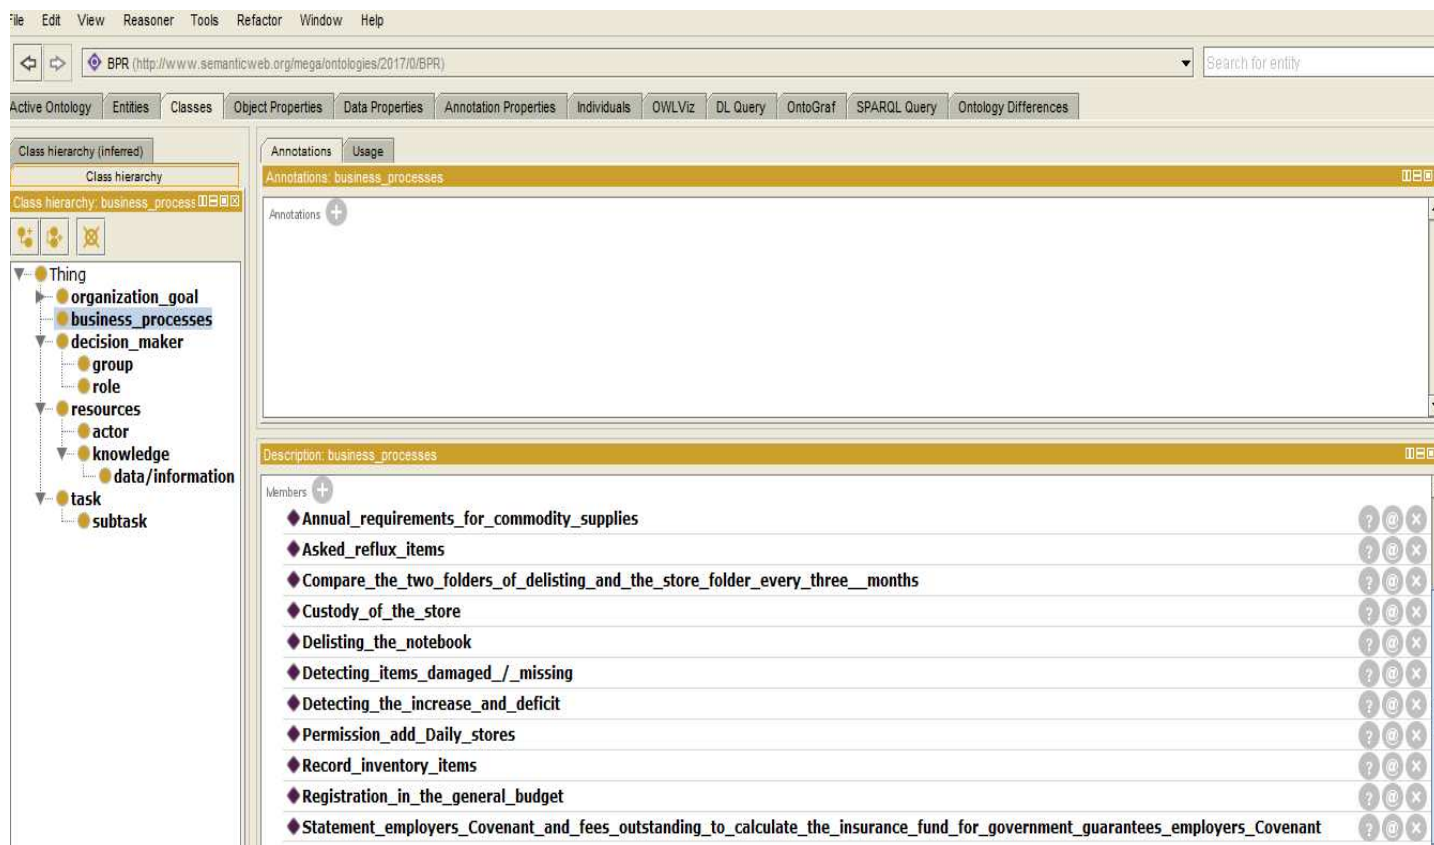 File Edit View Reasoner Tools Refactor Window Help
BPR (http://www.semanticweb.org/mega/ontologies/2017/0/BPR)
Search for entity
Active Ontology Entities Classes Object Properties Data Properties Annotation Properties Individuals OWLViz DL Query OntoGraf SPARQL Query Ontology Differences
Class hierarchy (inferred)
Class hierarchy
Class hierarchy: business_process
Thing
organization_goal
business_processes
decision_maker
group
role
resources
actor
knowledge
data/information
task
subtask
Annotations Usage
Annotations: business_processes
Annotations
Description: business_processes
Members
Annual_requirements_for_commodity_supplies
Asked_reflux_items
Compare_the_two_folders_of_delisting_and_the_store_folder_every_three__months
Custody_of_the_store
Delisting_the_notebook
Detecting_items_damaged_/_missing
Detecting_the_increase_and_deficit
Permission_add_Daily_stores
Record_inventory_items
Registration_in_the_general_budget
Statement_employers_Covenant_and_fees_outstanding_to_calculate_the_insurance_fund_for_government_guarantees_employers_Covenant